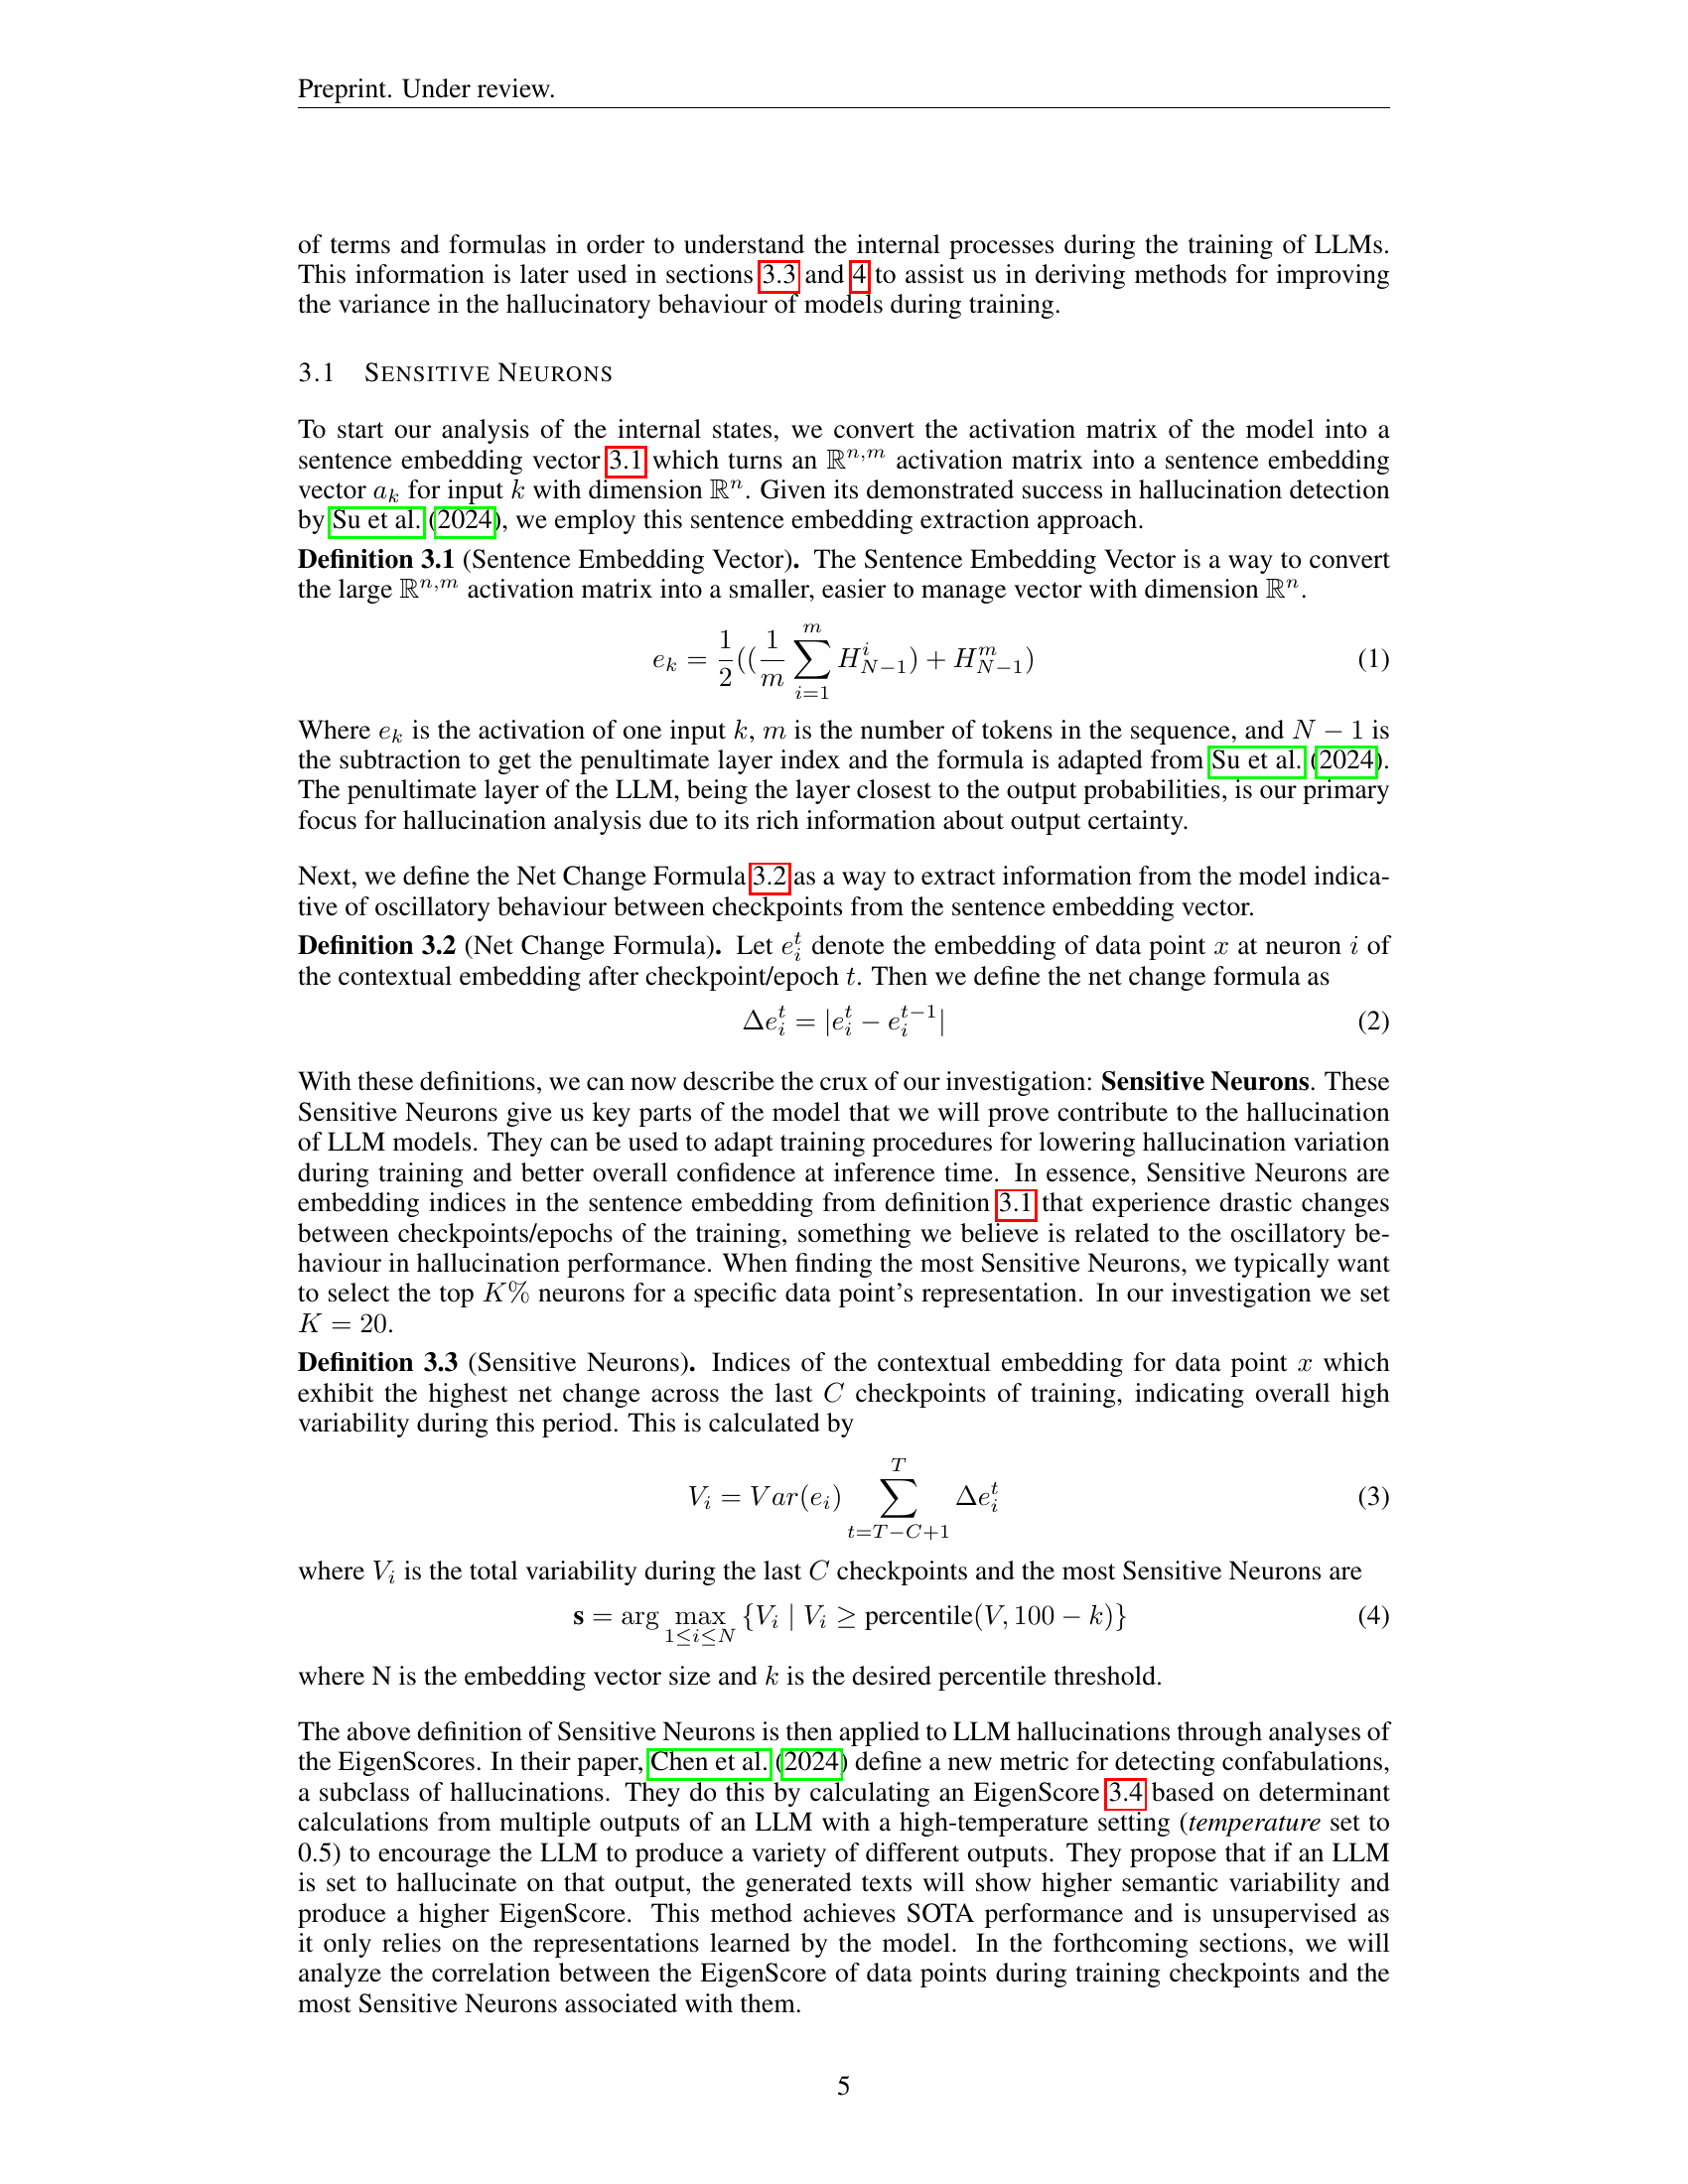 Preprint. Under review.
of terms and formulas in order to understand the internal processes during the training of LLMs.
This information is later used in sections 3.3 and 4 to assist us in deriving methods for improving
the variance in the hallucinatory behaviour of models during training.
3.1 SENSITIVE NEURONS
To start our analysis of the internal states, we convert the activation matrix of the model into a
sentence embedding vector 3.1 which turns an ℝ^{n,m} activation matrix into a sentence embedding
vector a_k for input k with dimension ℝ^n. Given its demonstrated success in hallucination detection
by Su et al. (2024), we employ this sentence embedding extraction approach.
Definition 3.1 (Sentence Embedding Vector). The Sentence Embedding Vector is a way to convert
the large ℝ^{n,m} activation matrix into a smaller, easier to manage vector with dimension ℝ^n.
e_k = \frac{1}{2}((\frac{1}{m} \sum_{i=1}^{m} H_{N-1}^{i}) + H_{N-1}^{m}) (1)
Where e_k is the activation of one input k, m is the number of tokens in the sequence, and N − 1 is
the subtraction to get the penultimate layer index and the formula is adapted from Su et al. (2024).
The penultimate layer of the LLM, being the layer closest to the output probabilities, is our primary
focus for hallucination analysis due to its rich information about output certainty.
Next, we define the Net Change Formula 3.2 as a way to extract information from the model indica-
tive of oscillatory behaviour between checkpoints from the sentence embedding vector.
Definition 3.2 (Net Change Formula). Let e_i^t denote the embedding of data point x at neuron i of
the contextual embedding after checkpoint/epoch t. Then we define the net change formula as
Δe_i^t = |e_i^t − e_i^{t−1}| (2)
With these definitions, we can now describe the crux of our investigation: Sensitive Neurons. These
Sensitive Neurons give us key parts of the model that we will prove contribute to the hallucination
of LLM models. They can be used to adapt training procedures for lowering hallucination variation
during training and better overall confidence at inference time. In essence, Sensitive Neurons are
embedding indices in the sentence embedding from definition 3.1 that experience drastic changes
between checkpoints/epochs of the training, something we believe is related to the oscillatory be-
haviour in hallucination performance. When finding the most Sensitive Neurons, we typically want
to select the top K% neurons for a specific data point's representation. In our investigation we set
K = 20.
Definition 3.3 (Sensitive Neurons). Indices of the contextual embedding for data point x which
exhibit the highest net change across the last C checkpoints of training, indicating overall high
variability during this period. This is calculated by
V_i = Var(e_i) \sum_{t=T−C+1}^{T} Δe_i^t (3)
where V_i is the total variability during the last C checkpoints and the most Sensitive Neurons are
s = arg max_{1≤i≤N} {V_i | V_i ≥ percentile(V, 100 − k)} (4)
where N is the embedding vector size and k is the desired percentile threshold.
The above definition of Sensitive Neurons is then applied to LLM hallucinations through analyses of
the EigenScores. In their paper, Chen et al. (2024) define a new metric for detecting confabulations,
a subclass of hallucinations. They do this by calculating an EigenScore 3.4 based on determinant
calculations from multiple outputs of an LLM with a high-temperature setting (temperature set to
0.5) to encourage the LLM to produce a variety of different outputs. They propose that if an LLM
is set to hallucinate on that output, the generated texts will show higher semantic variability and
produce a higher EigenScore. This method achieves SOTA performance and is unsupervised as
it only relies on the representations learned by the model. In the forthcoming sections, we will
analyze the correlation between the EigenScore of data points during training checkpoints and the
most Sensitive Neurons associated with them.
5